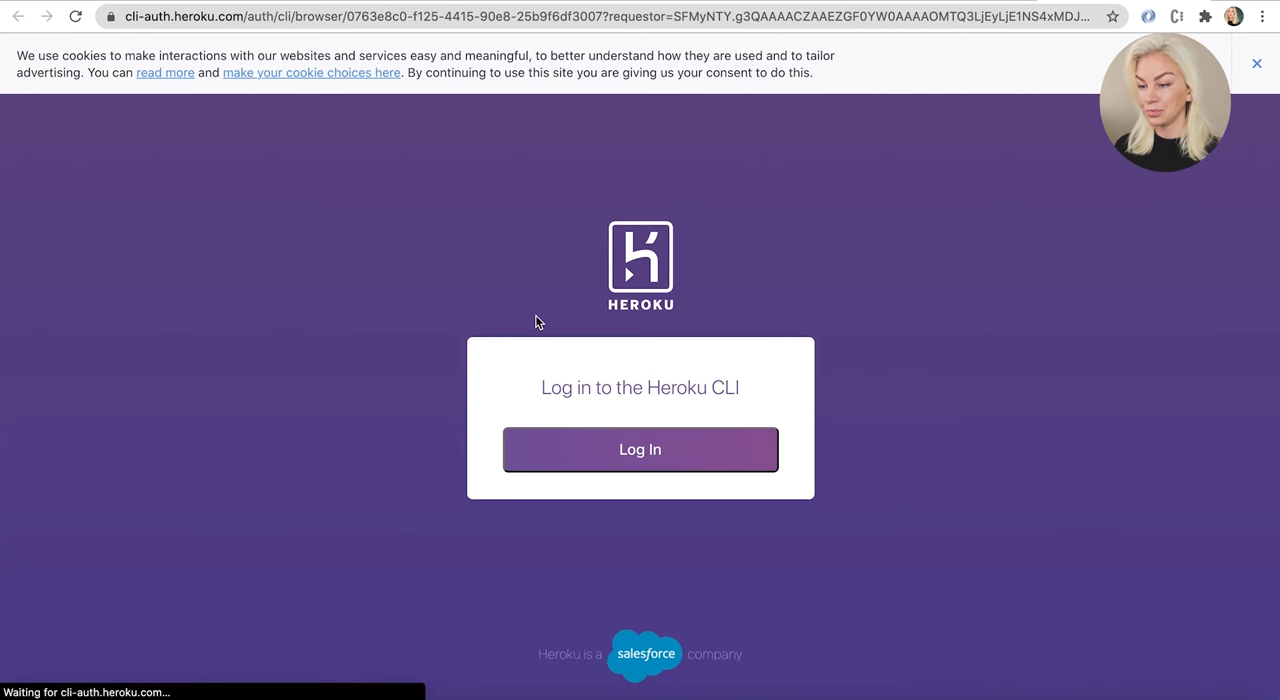 cli-auth.heroku.com/auth/cli/browser/0763e8c0-f125-4415-90e8-25b9f6df3007?requestor=SFMyNTY.g3QAAAACZAAEZGF0YW0AAAAOMTQ3LjEyLjE1NS4xMDJ...
We use cookies to make interactions with our websites and services easy and meaningful, to better understand how they are used and to tailor
advertising. You can read more and make your cookie choices here. By continuing to use this site you are giving us your consent to do this.
HEROKU
Log in to the Heroku CLI
Log In
Heroku is a salesforce company
Waiting for cli-auth.heroku.com...